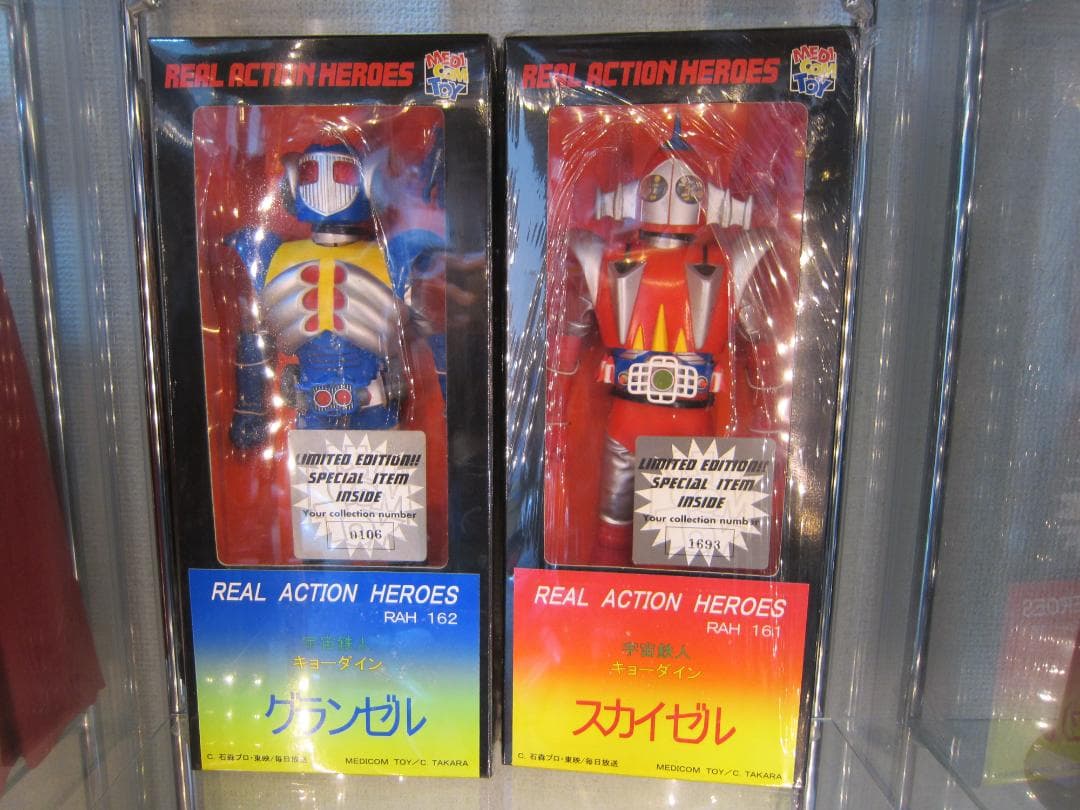 REAL ACTION HEROES
MEDI
COM
TOY
LIMITED EDITION!!
SPECIAL ITEM
INSIDE
Your collection number
0106
REAL ACTION HEROES
RAH 162
宇宙鉄人
キョーダイン
グランゼル
C. 石森プロ・東映/毎日放送
MEDICOM TOY/C. TAKARA
REAL ACTION HEROES
MEDI
COM
TOY
LIMITED EDITION!!
SPECIAL ITEM
INSIDE
Your collection number
1693
REAL ACTION HEROES
RAH 161
宇宙鉄人
キョーダイン
スカイゼル
C. 石森プロ・東映/毎日放送
MEDICOM TOY/C. TAKARA